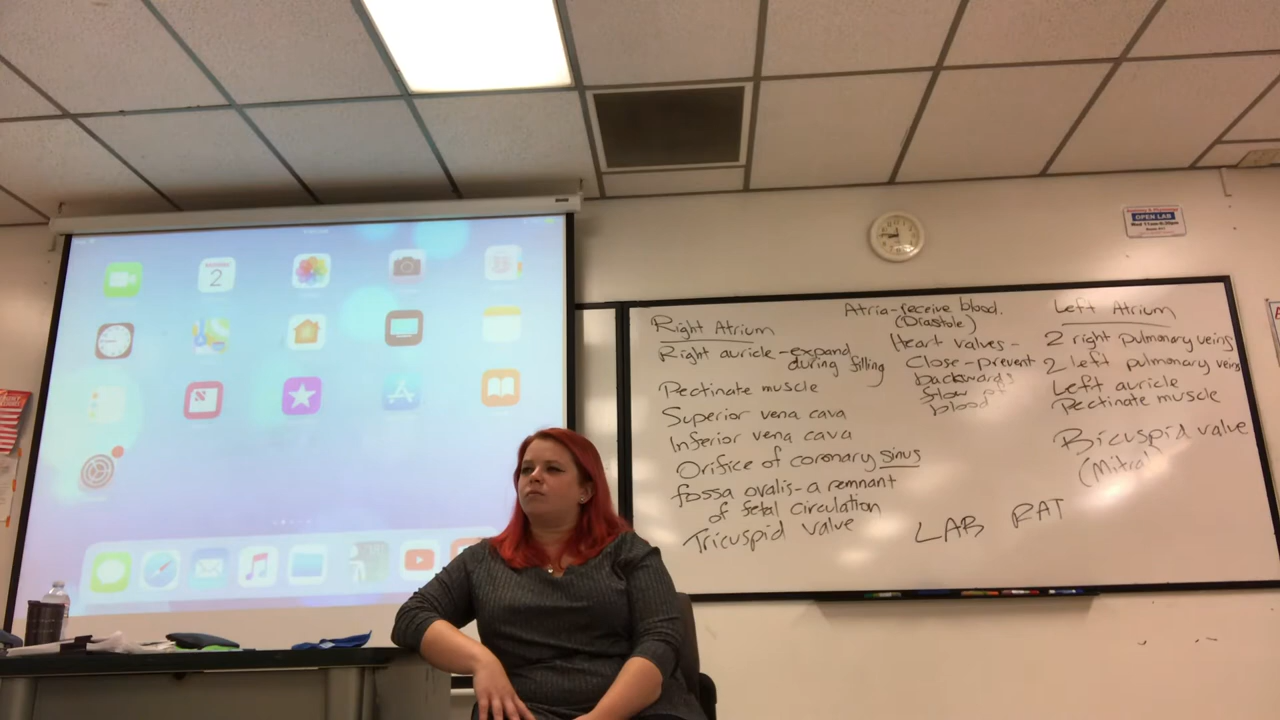 2
OPEN LAB
Right Atrium
Right auricle - expand
during filling
Pectinate muscle
Superior vena cava
Inferior vena cava
Orifice of coronary sinus
fossa ovalis - a remnant
of fetal circulation
Tricuspid valve
Atria - receive blood.
(Diastole)
Heart valves -
Close - prevent
backwards
flow of
blood
LAB RAT
Left Atrium
2 right pulmonary veins
2 left pulmonary veins
Left auricle
Pectinate muscle
Bicuspid valve
(Mitral)